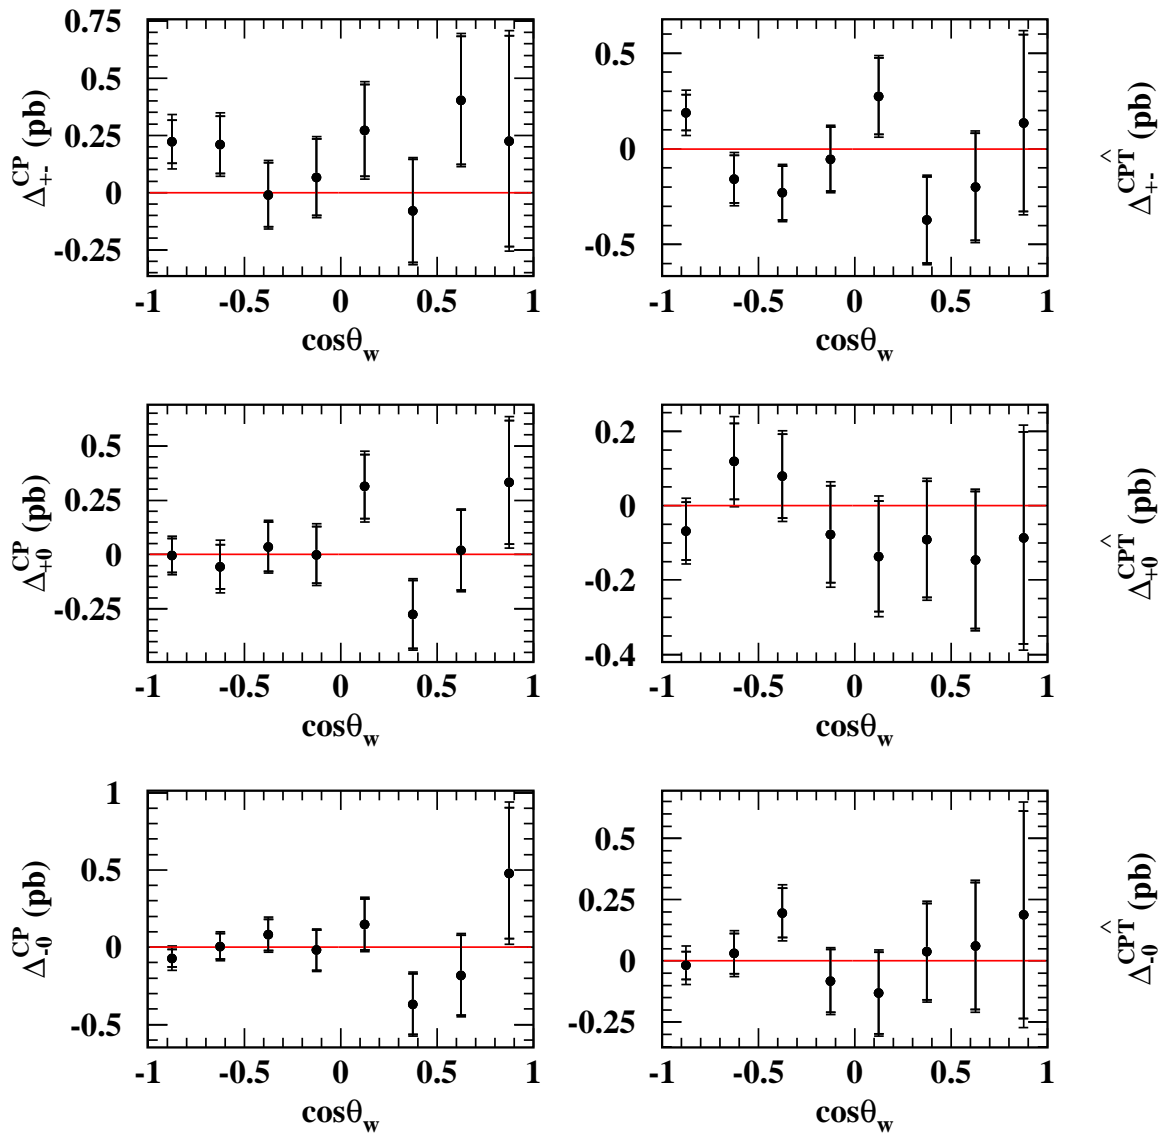 0.75
0.5
0.25
0
-0.25
-1 -0.5 0 0.5 1
cosθw
Δ+-CP (pb)
0.5
0
-0.5
-1 -0.5 0 0.5 1
cosθw
Δ+-CPT̂ (pb)
0.5
0.25
0
-0.25
-1 -0.5 0 0.5 1
cosθw
Δ+0CP (pb)
0.2
0
-0.2
-0.4
-1 -0.5 0 0.5 1
cosθw
Δ+0CPT̂ (pb)
1
0.5
0
-0.5
-1 -0.5 0 0.5 1
cosθw
Δ-0CP (pb)
0.5
0.25
0
-0.25
-1 -0.5 0 0.5 1
cosθw
Δ-0CPT̂ (pb)